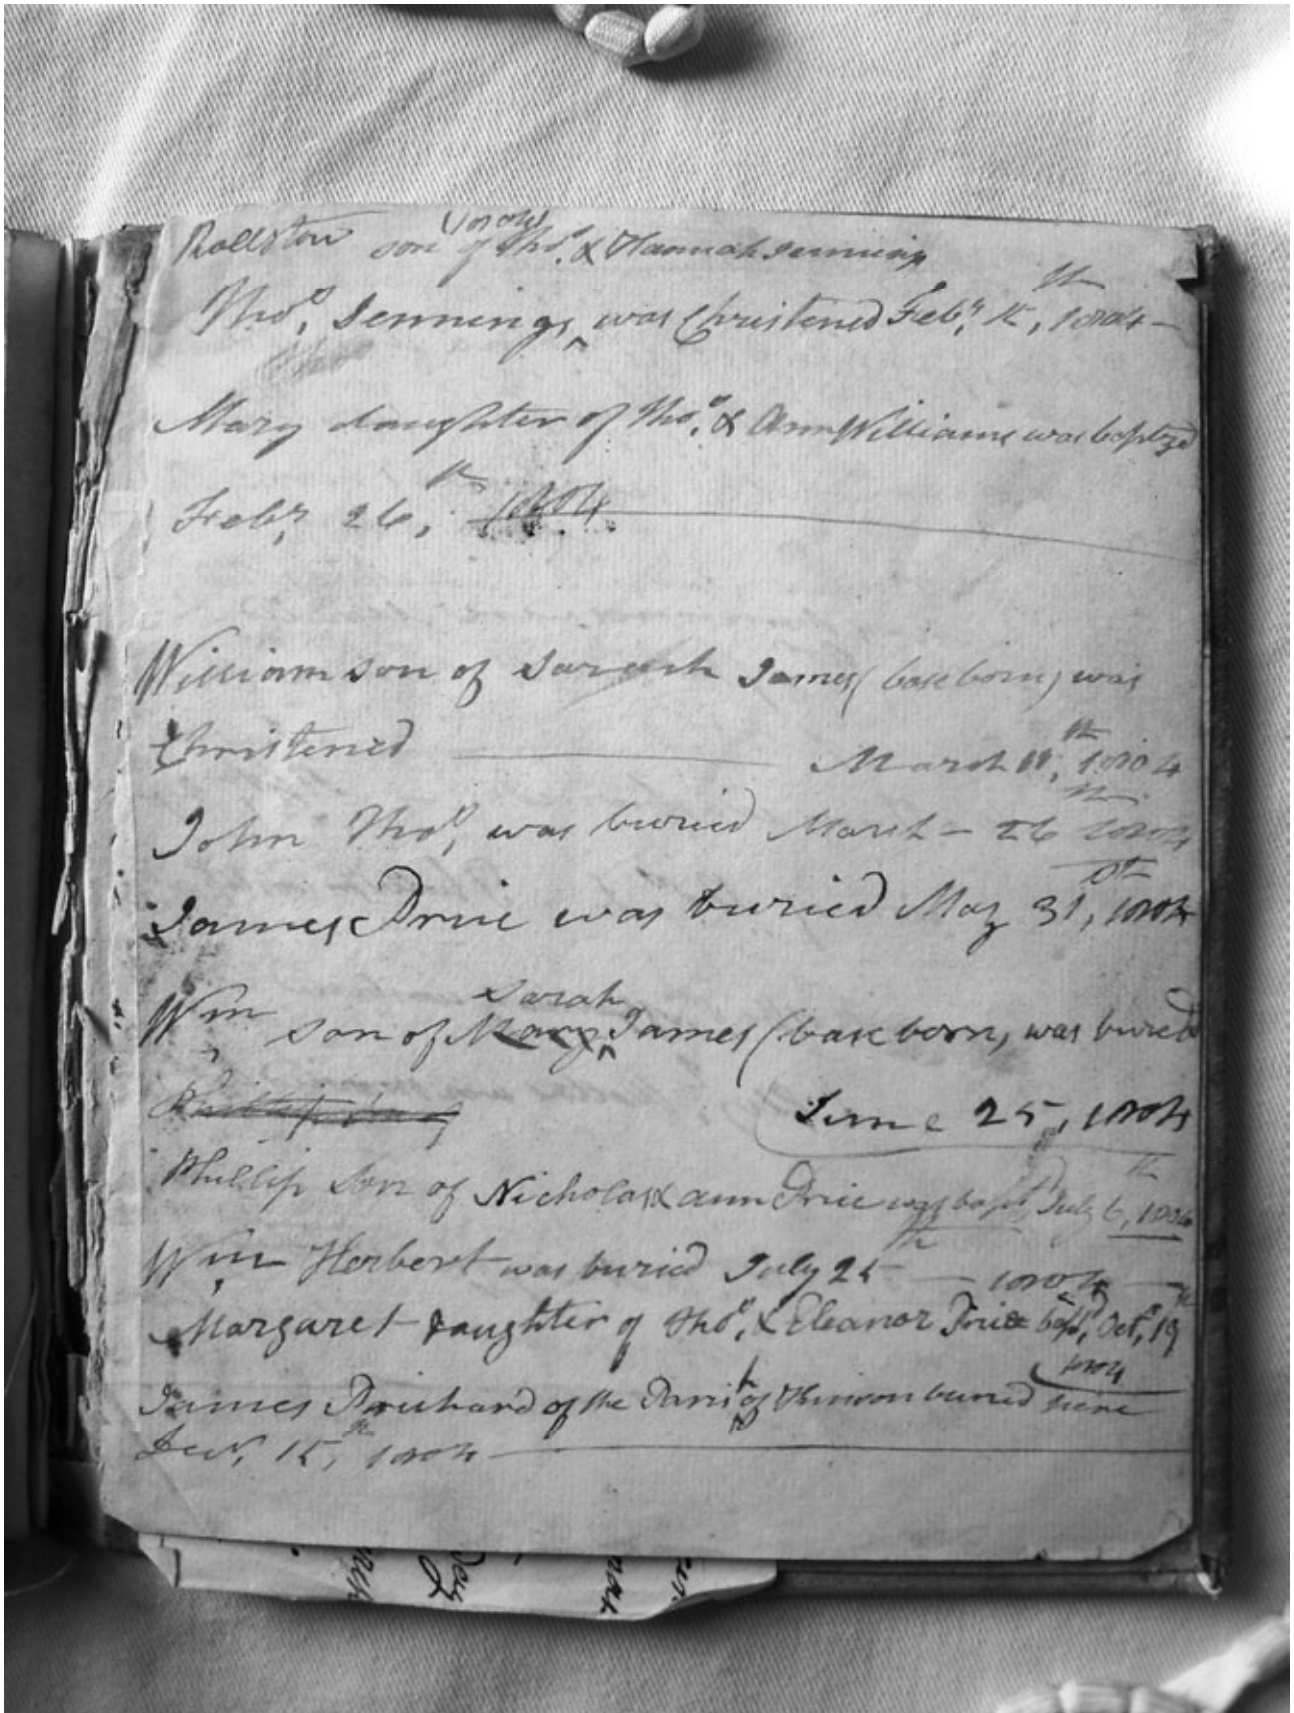 Rollston son of Thos. & Hannah Jennings
Thos. Jennings, ^ was Christened Feby. 15th, 1804 —
Mary daughter of Thos. & Ann Williams was baptized
Feby. 26th, 1804
William son of Sarah James (base born) was
Christened March 11th, 1804
John Thos. was buried March – 26th 1804
James Price was buried May 31st, 1804
Sarah
Wm son of Mary ^ James (base born) was buried
June 25, 1804
Phillip son of Nicholas & ann Price was bapt. July 6th, 1804
Wm Herbert was buried July 25th — 1804 —
Margaret daughter of Thos. & Eleanor Price bapd. Oct. 19th
1804
James Prichard of the Parish of buried here
Decr. 15th, 1804